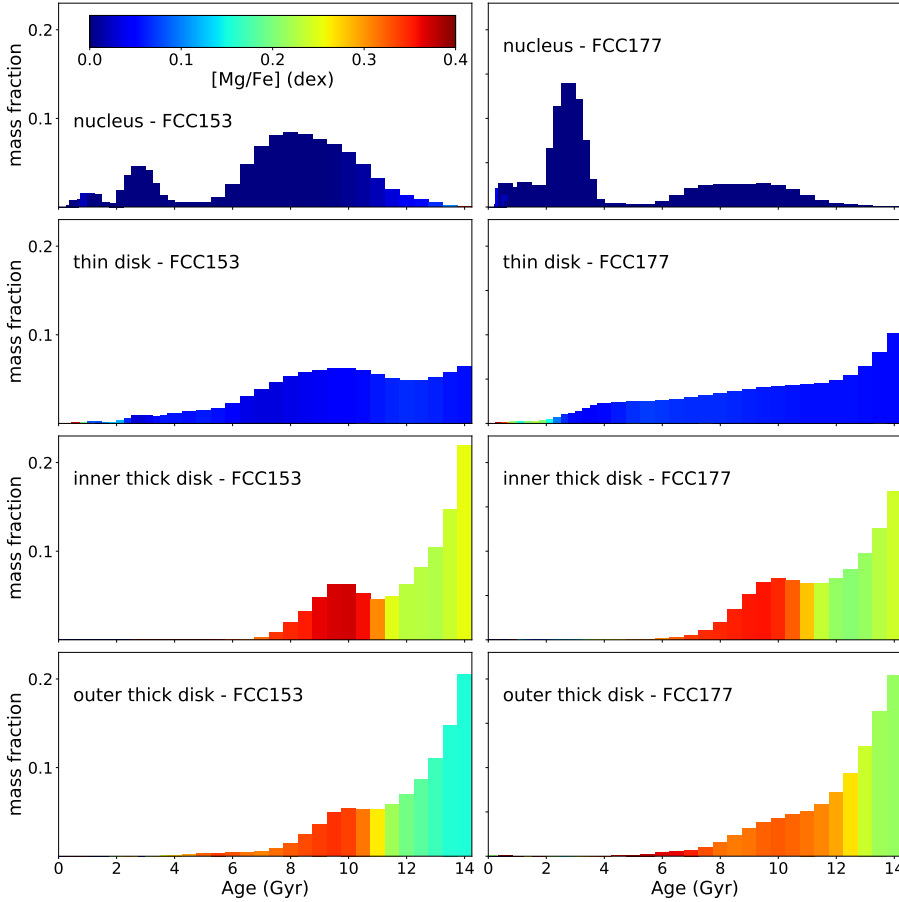 0.2
0.1
mass fraction
0.0 0.1 0.2 0.3 0.4
[Mg/Fe] (dex)
nucleus - FCC153
nucleus - FCC177
0.2
0.1
mass fraction
thin disk - FCC153
thin disk - FCC177
0.2
0.1
mass fraction
inner thick disk - FCC153
inner thick disk - FCC177
0.2
0.1
mass fraction
outer thick disk - FCC153
outer thick disk - FCC177
0 2 4 6 8 10 12 14
Age (Gyr)
0 2 4 6 8 10 12 14
Age (Gyr)